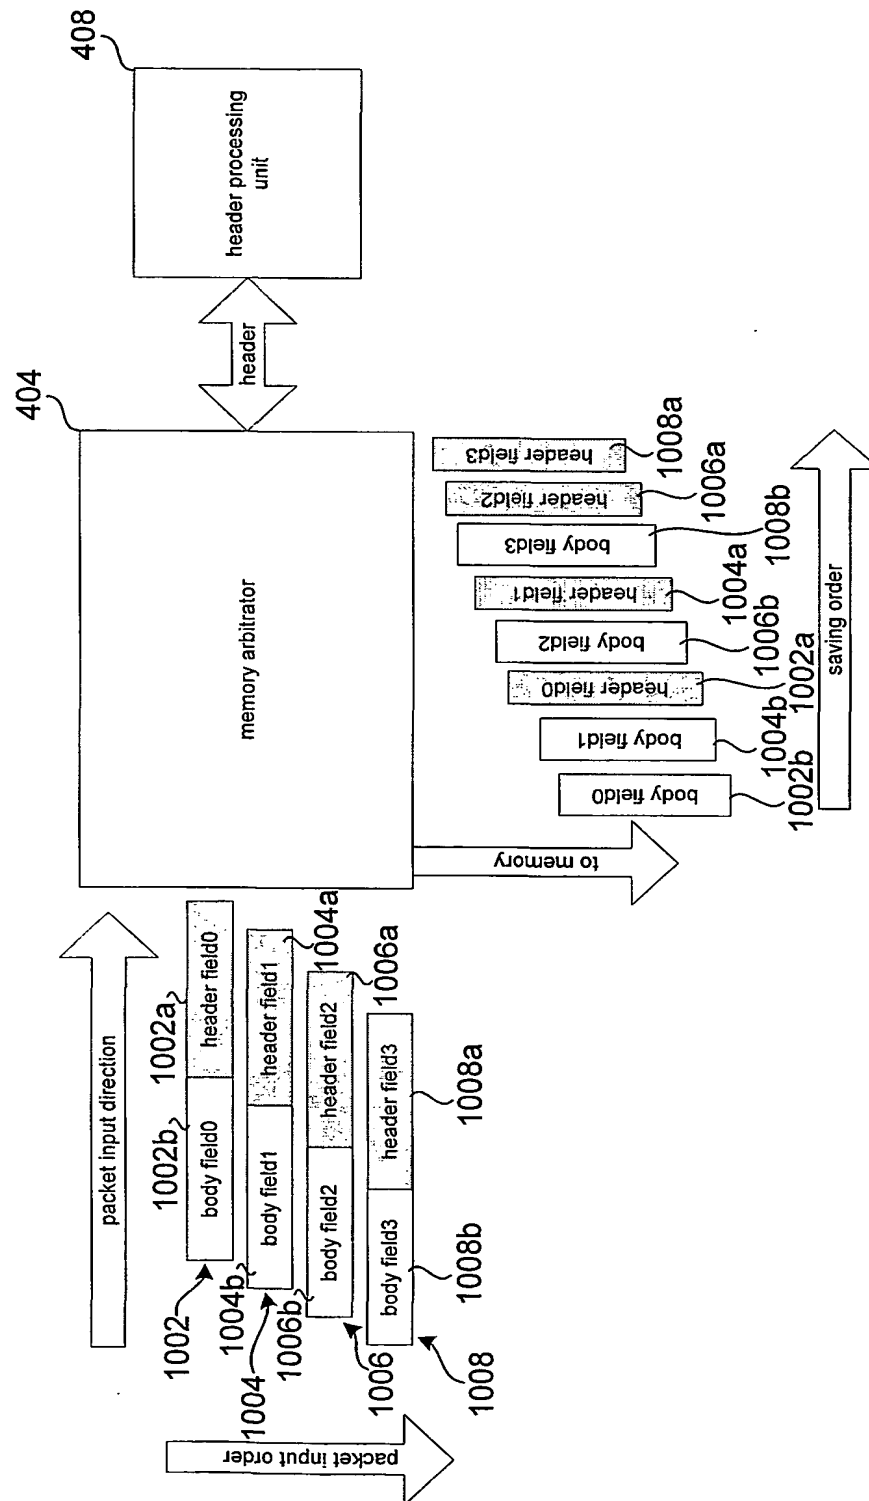 408
header processing
unit
header
404
memory arbitrator
packet input direction
packet input order
1002
1002b
1002a
body field0
header field0
1004
1004b
1004a
body field1
header field1
1006
1006b
1006a
body field2
header field2
1008
1008b
1008a
body field3
header field3
to memory
body field0
body field1
header field0
body field2
header field1
body field3
header field2
header field3
1002b
1004b
1002a
1006b
1004a
1008b
1006a
1008a
saving order